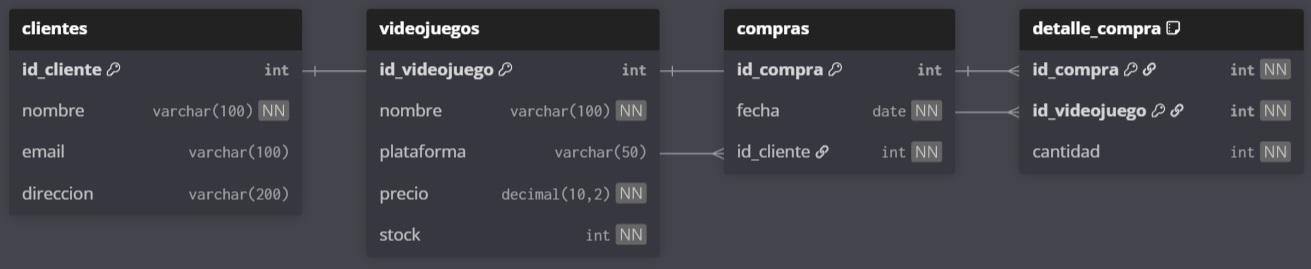 clientes
id_cliente int
nombre varchar(100) NN
email varchar(100)
direccion varchar(200)
videojuegos
id_videojuego int
nombre varchar(100) NN
plataforma varchar(50)
precio decimal(10,2) NN
stock int NN
compras
id_compra int
fecha date NN
id_cliente int NN
detalle_compra
id_compra int NN
id_videojuego int NN
cantidad int NN